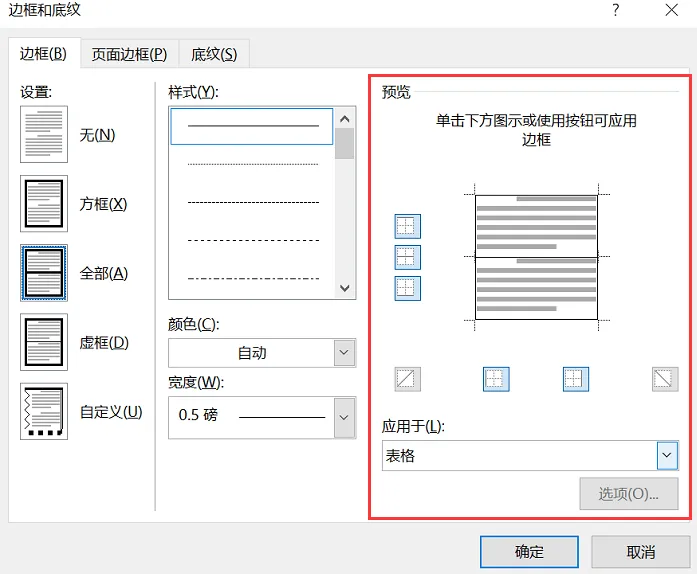 边框和底纹
?
边框(B)
页面边框(P)
底纹(S)
设置:
无(N)
方框(X)
全部(A)
虚框(D)
自定义(U)
样式(Y):
颜色(C):
自动
宽度(W):
0.5 磅
预览
单击下方图示或使用按钮可应用
边框
应用于(L):
表格
选项(O)...
确定
取消